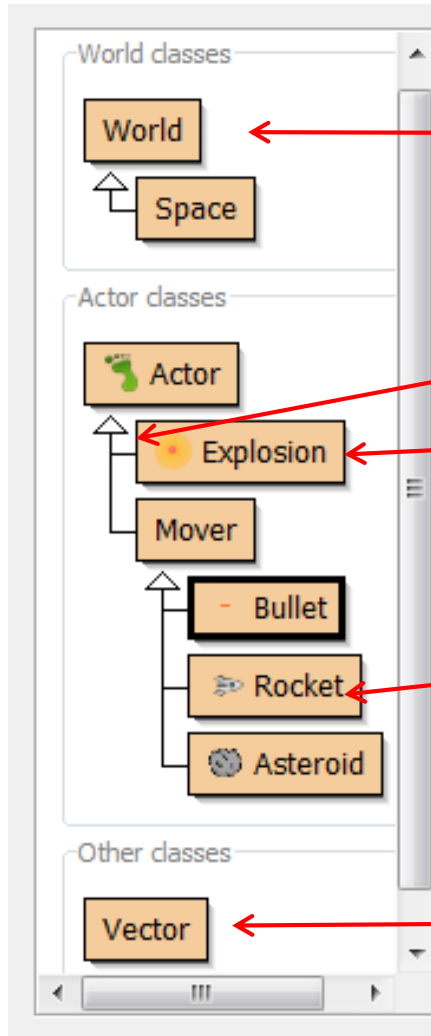 World classes
World
Space
Actor classes
Actor
Explosion
Mover
Bullet
Rocket
Asteroid
Other classes
Vector